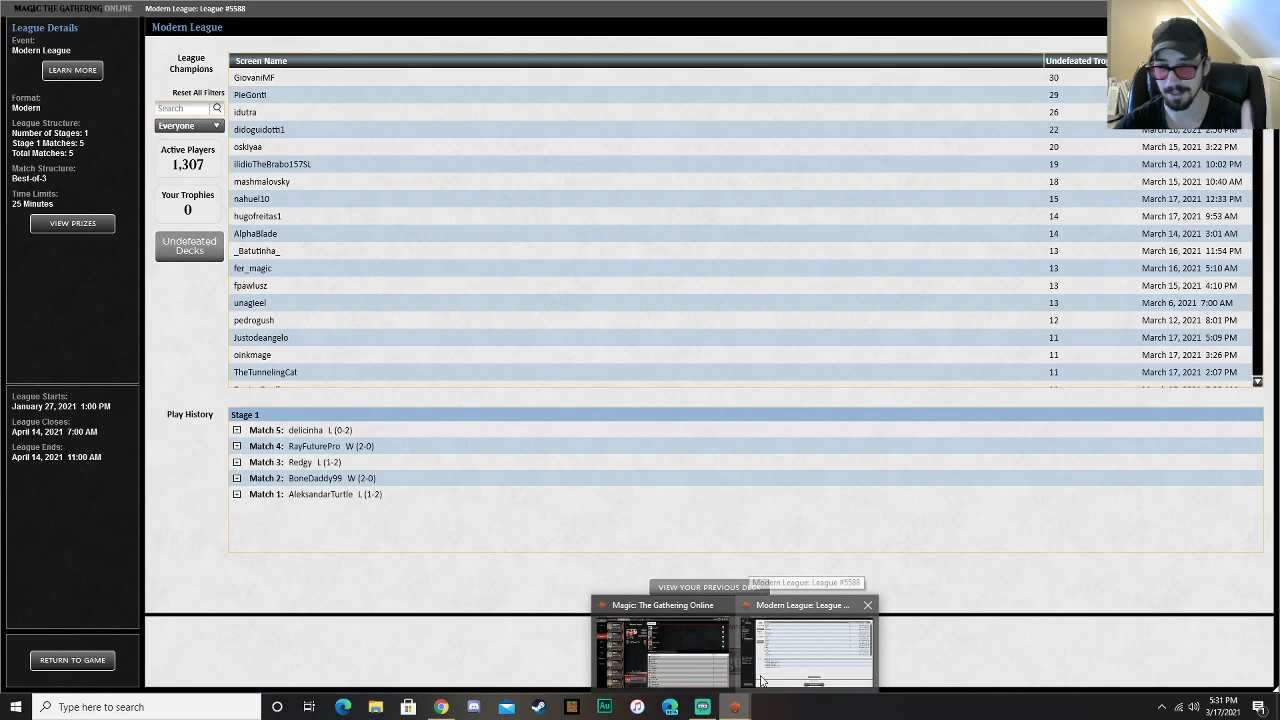 MAGIC THE GATHERING ONLINE
Modern League: League #5588
League Details
Event:
Modern League
LEARN MORE
Format:
Modern
League Structure:
Number of Stages: 1
Stage 1 Matches: 5
Total Matches: 5
Match Structure:
Best-of-3
Time Limits:
25 Minutes
VIEW PRIZES
League Starts:
January 27, 2021 1:00 PM
League Closes:
April 14, 2021 7:00 AM
League Ends:
April 14, 2021 11:00 AM
RETURN TO GAME
Modern League
League
Champions
Reset All Filters
Search
Everyone
Active Players
1,307
Your Trophies
0
Undefeated
Decks
Screen Name Undefeated Tro
GiovaniMF 30
PieGonti 29
idutra 26
didoguidotti1 22
oskiyaa 20 March 15, 2021 3:22 PM
ilidioTheBrabo157SL 19 March 14, 2021 10:02 PM
mashmalovsky 18 March 15, 2021 10:40 AM
nahuel10 15 March 17, 2021 12:33 PM
hugofreitas1 14 March 17, 2021 9:53 AM
AlphaBlade 14 March 14, 2021 3:01 AM
_Batutinha_ 13 March 16, 2021 11:54 PM
fer_magic 13 March 16, 2021 5:10 AM
fpawlusz 13 March 15, 2021 4:10 PM
unagieel 13 March 6, 2021 7:00 AM
pedrogush 12 March 12, 2021 8:01 PM
Justodeangelo 11 March 17, 2021 5:09 PM
oinkmage 11 March 17, 2021 3:26 PM
TheTunnelingCat 11 March 17, 2021 2:07 PM
Play History
Stage 1
Match 5: delicinha L (0-2)
Match 4: RayFuturePro W (2-0)
Match 3: Redgy L (1-2)
Match 2: BoneDaddy99 W (2-0)
Match 1: AleksandarTurtle L (1-2)
VIEW YOUR PREVIOUS DE
Modern League: League #5588
Magic: The Gathering Online
Modern League: League ...
Type here to search
Au
5:31 PM
3/17/2021